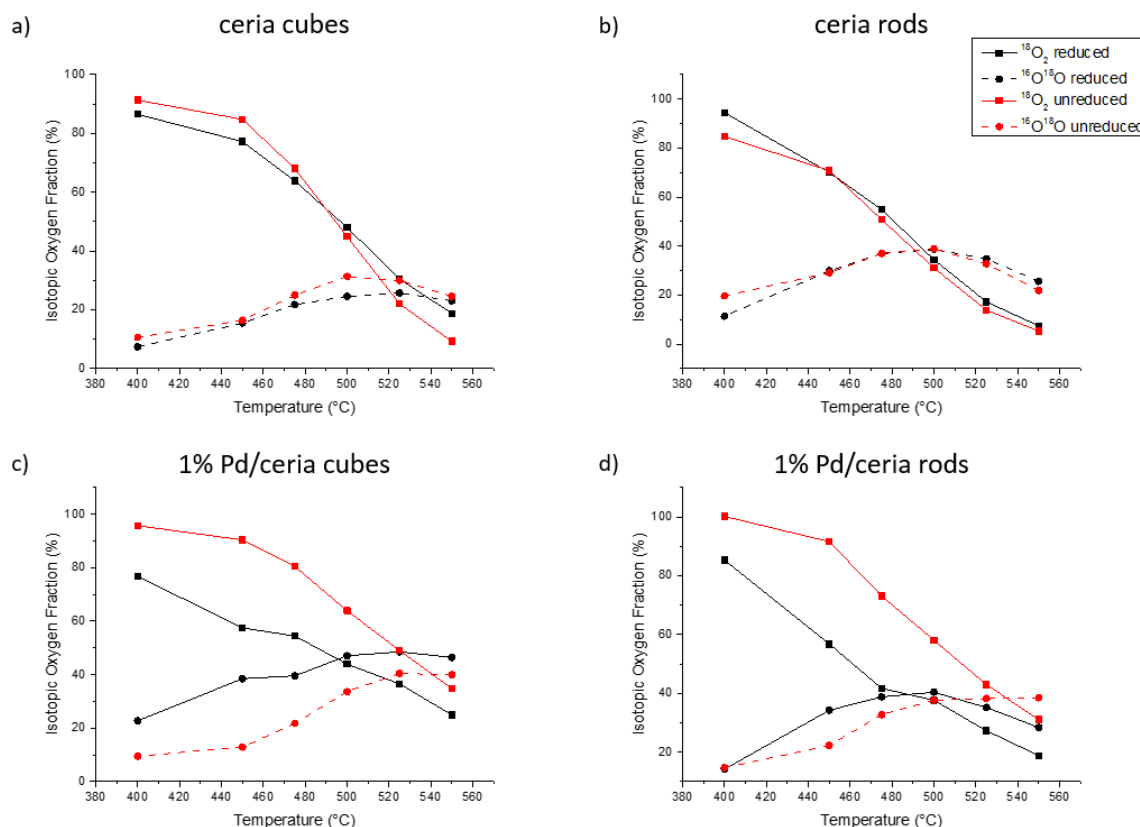 a)
ceria cubes
Isotopic Oxygen Fraction (%)
100
80
60
40
20
0
380 400 420 440 460 480 500 520 540 560
Temperature (°C)
b)
ceria rods
¹⁸O₂ reduced
¹⁶O¹⁸O reduced
¹⁸O₂ unreduced
¹⁶O¹⁸O unreduced
Isotopic Oxygen Fraction (%)
100
80
60
40
20
0
380 400 420 440 460 480 500 520 540 560
Temperature (°C)
c)
1% Pd/ceria cubes
Isotopic Oxygen Fraction (%)
100
80
60
40
20
0
380 400 420 440 460 480 500 520 540 560
Temperature (°C)
d)
1% Pd/ceria rods
Isotopic Oxygen Fraction (%)
100
80
60
40
20
380 400 420 440 460 480 500 520 540 560
Temperature (°C)